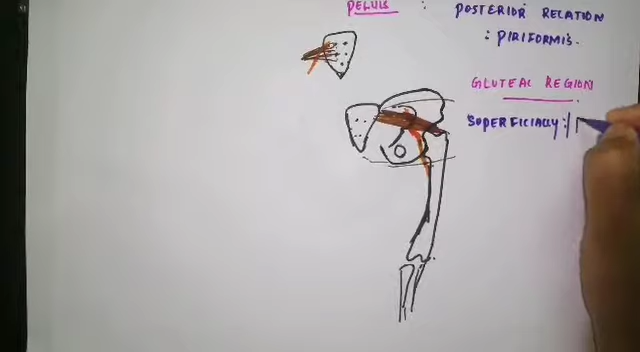 PELVIS : POSTERIOR RELATION
: PIRIFORMIS.
GLUTEAL REGION
SUPERFICIALLY :